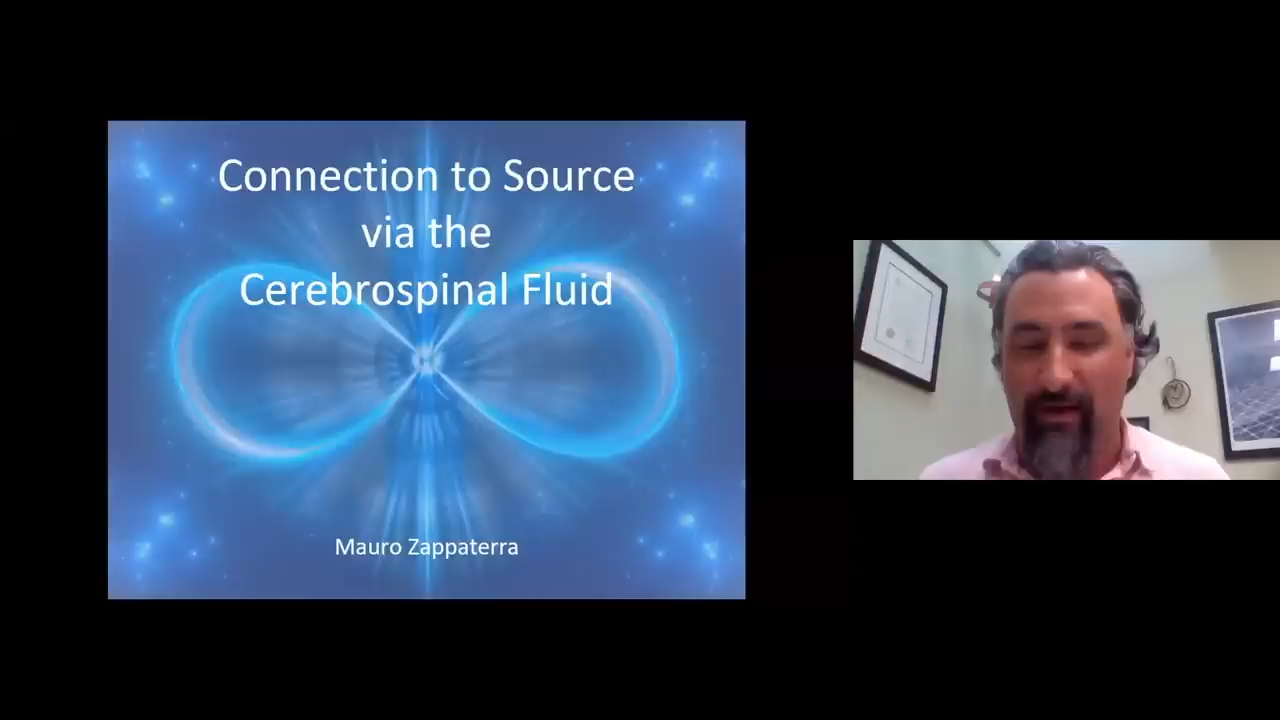 Connection to Source
via the
Cerebrospinal Fluid
Mauro Zappaterra